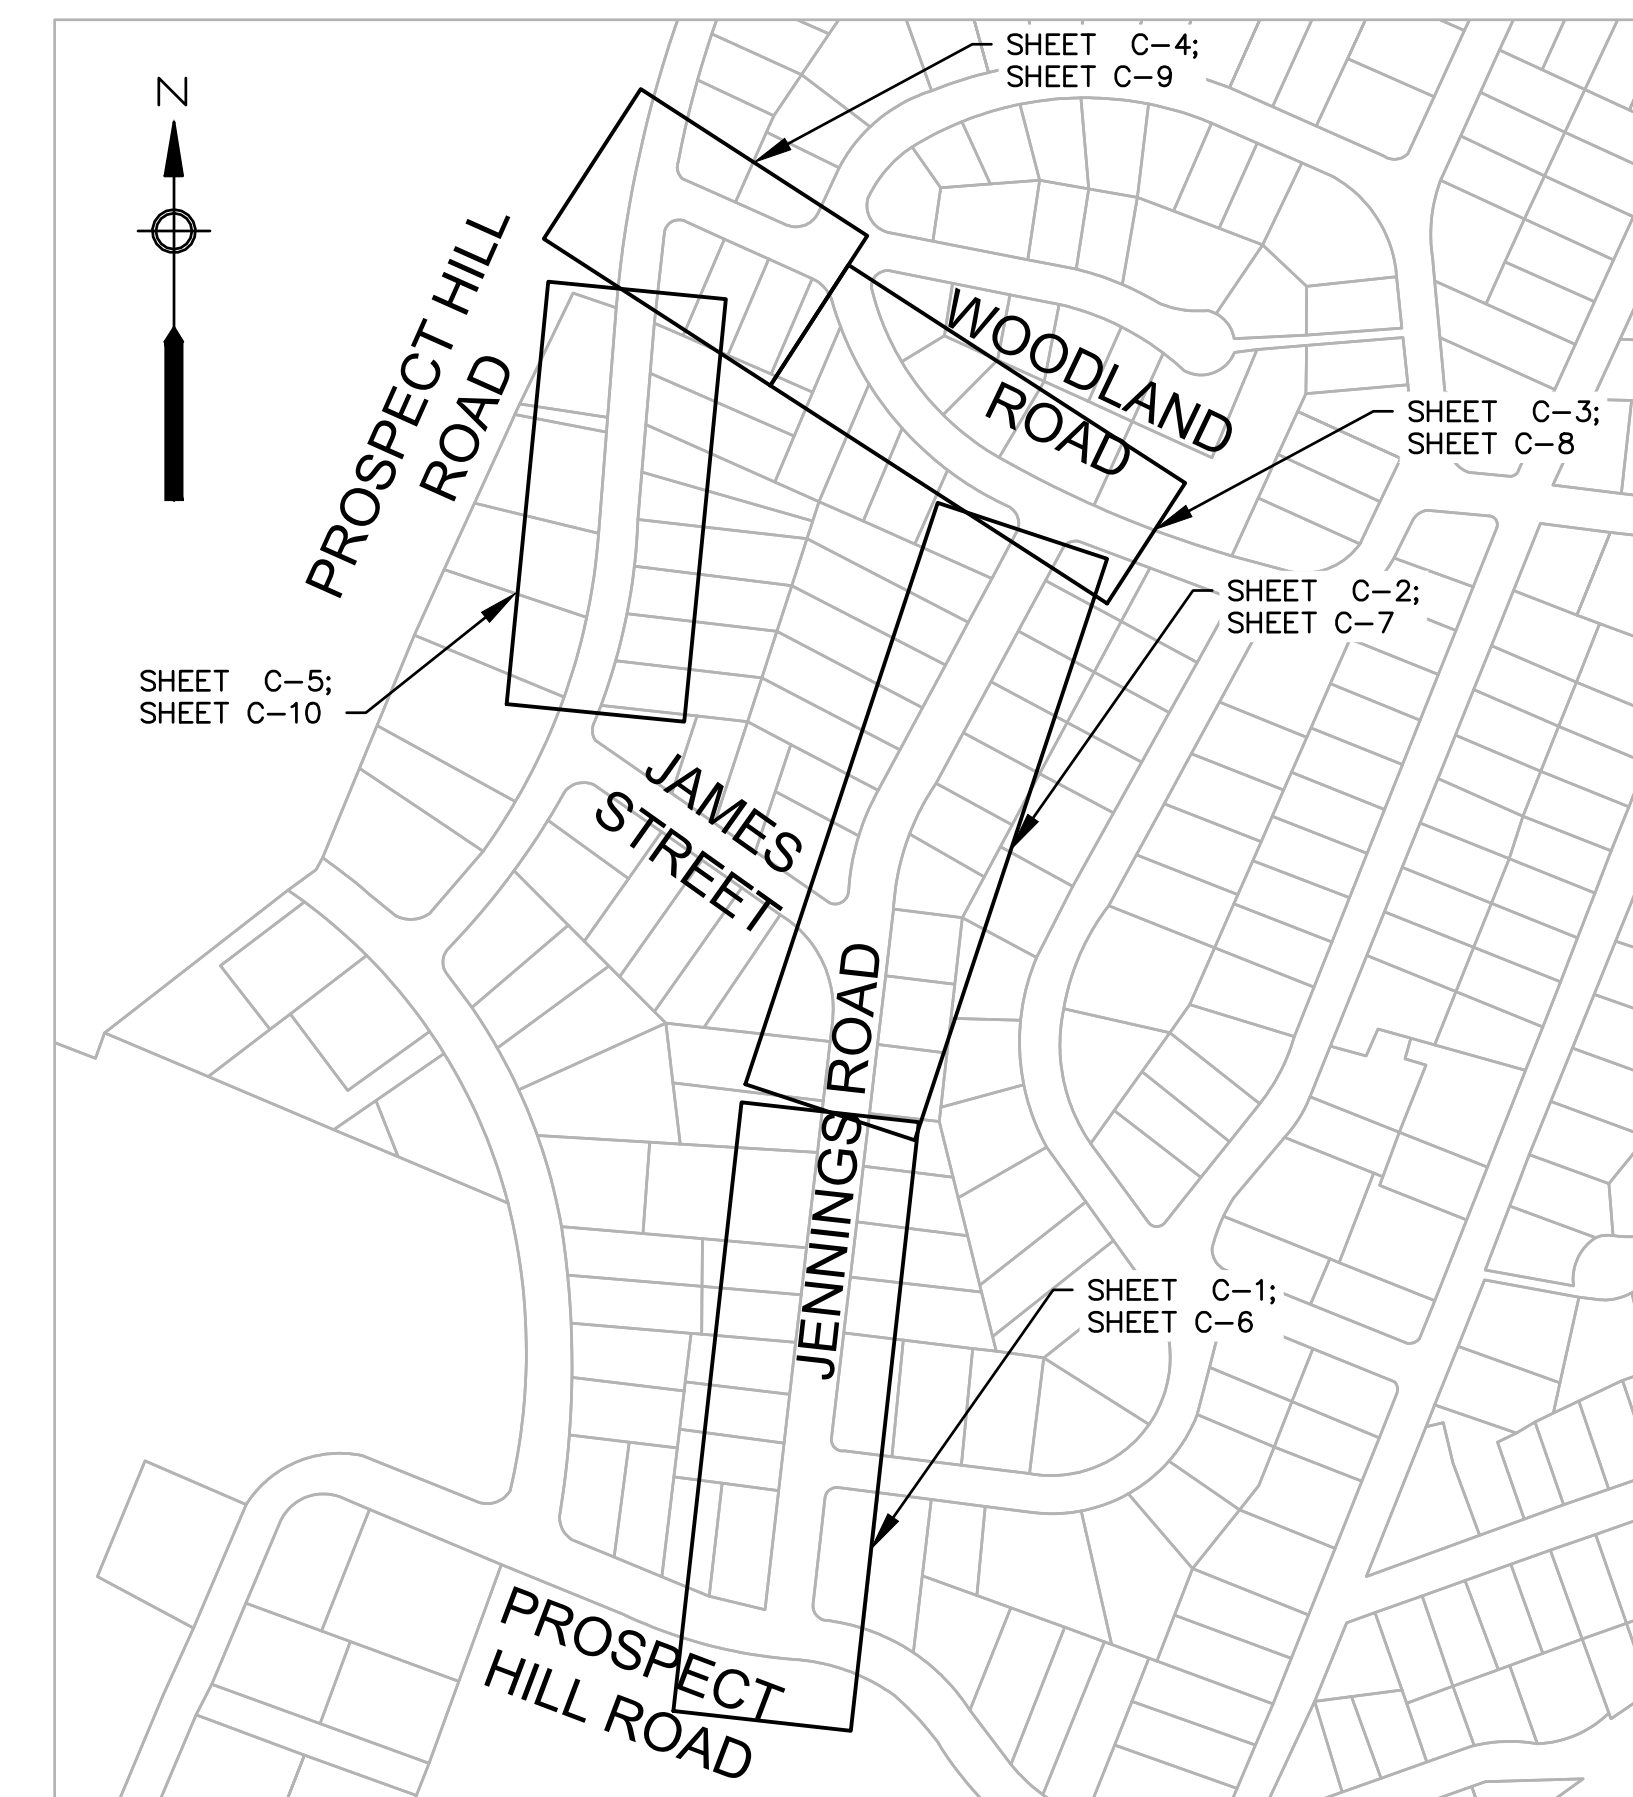 SHEET C-4;
SHEET C-9
N
PROSPECT HILL
ROAD
WOODLAND
ROAD
SHEET C-3;
SHEET C-8
SHEET C-2;
SHEET C-7
SHEET C-5;
SHEET C-10
JAMES
STREET
JENNINGS ROAD
SHEET C-1;
SHEET C-6
PROSPECT
HILL ROAD